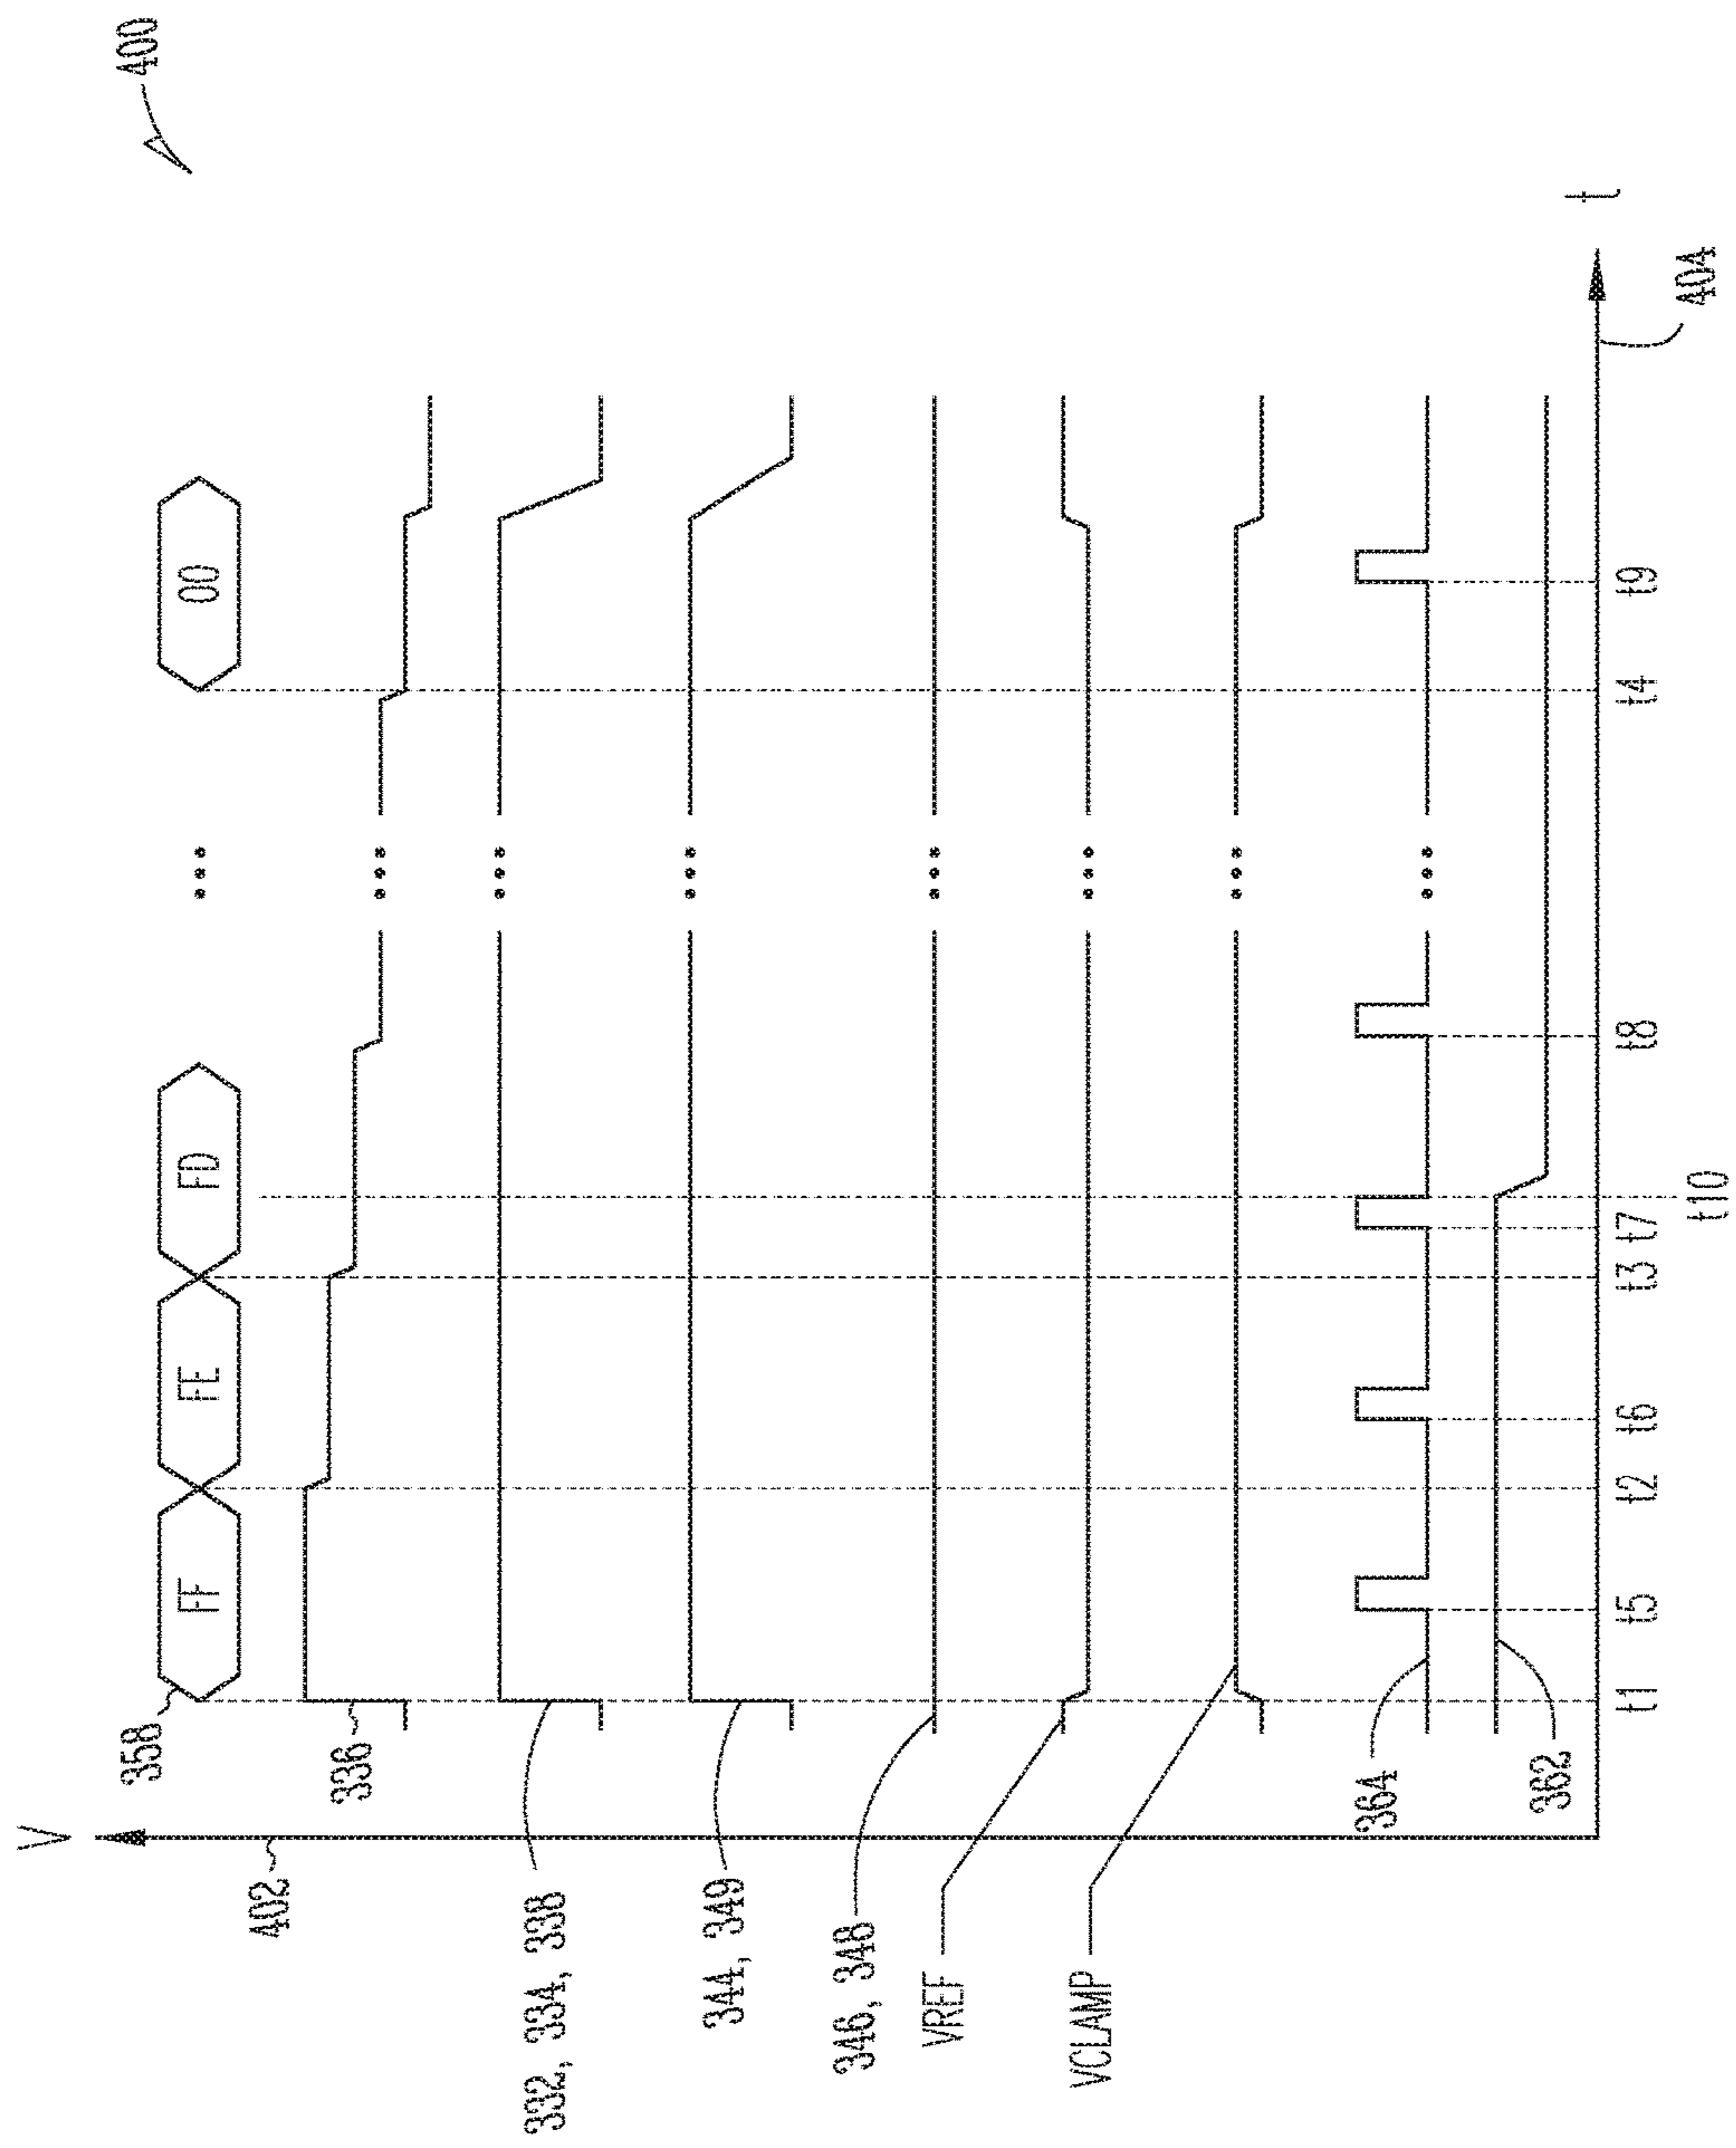 400
V
402
358
FF
FE
FD
00
336
332, 334, 338
344, 349
346, 348
VREF
VCLAMP
364
362
t1
t5
t2
t6
t3
t7
t10
t8
t4
t9
404
t